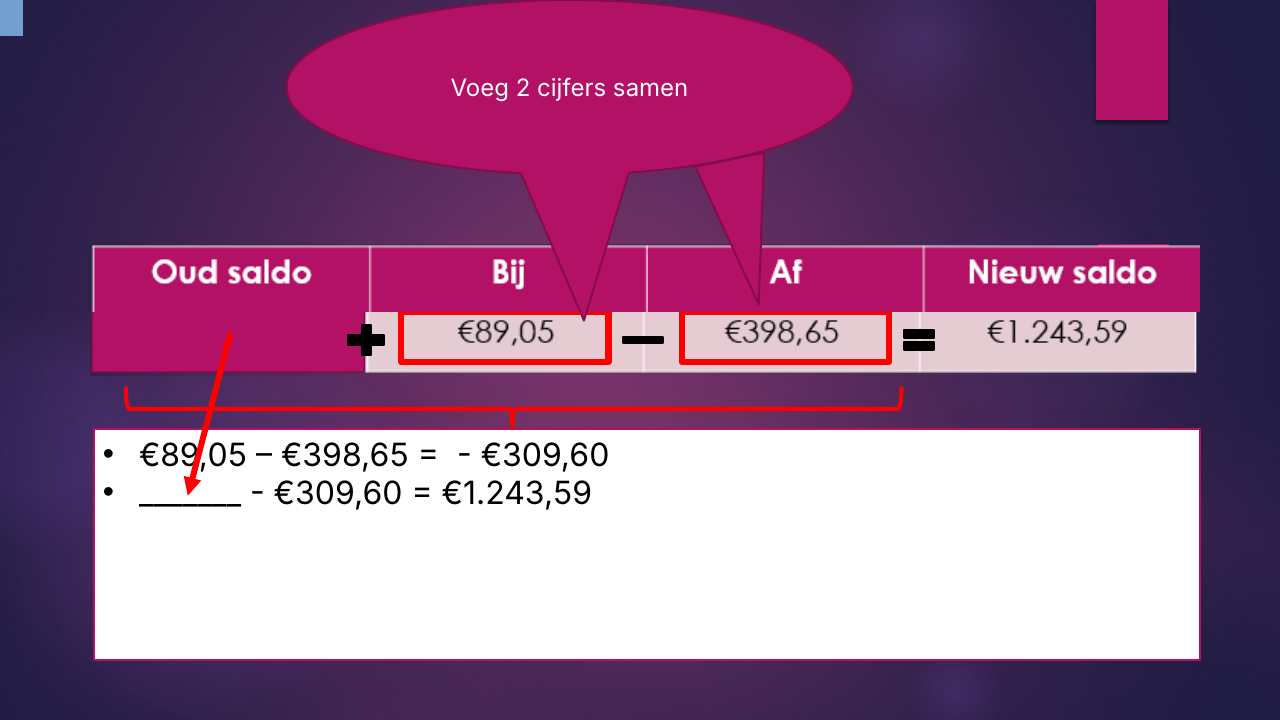 Voeg 2 cijfers samen
Oud saldo Bij Af Nieuw saldo
+ €89,05 − €398,65 = €1.243,59
• €89,05 – €398,65 =  - €309,60
• _______ - €309,60 = €1.243,59